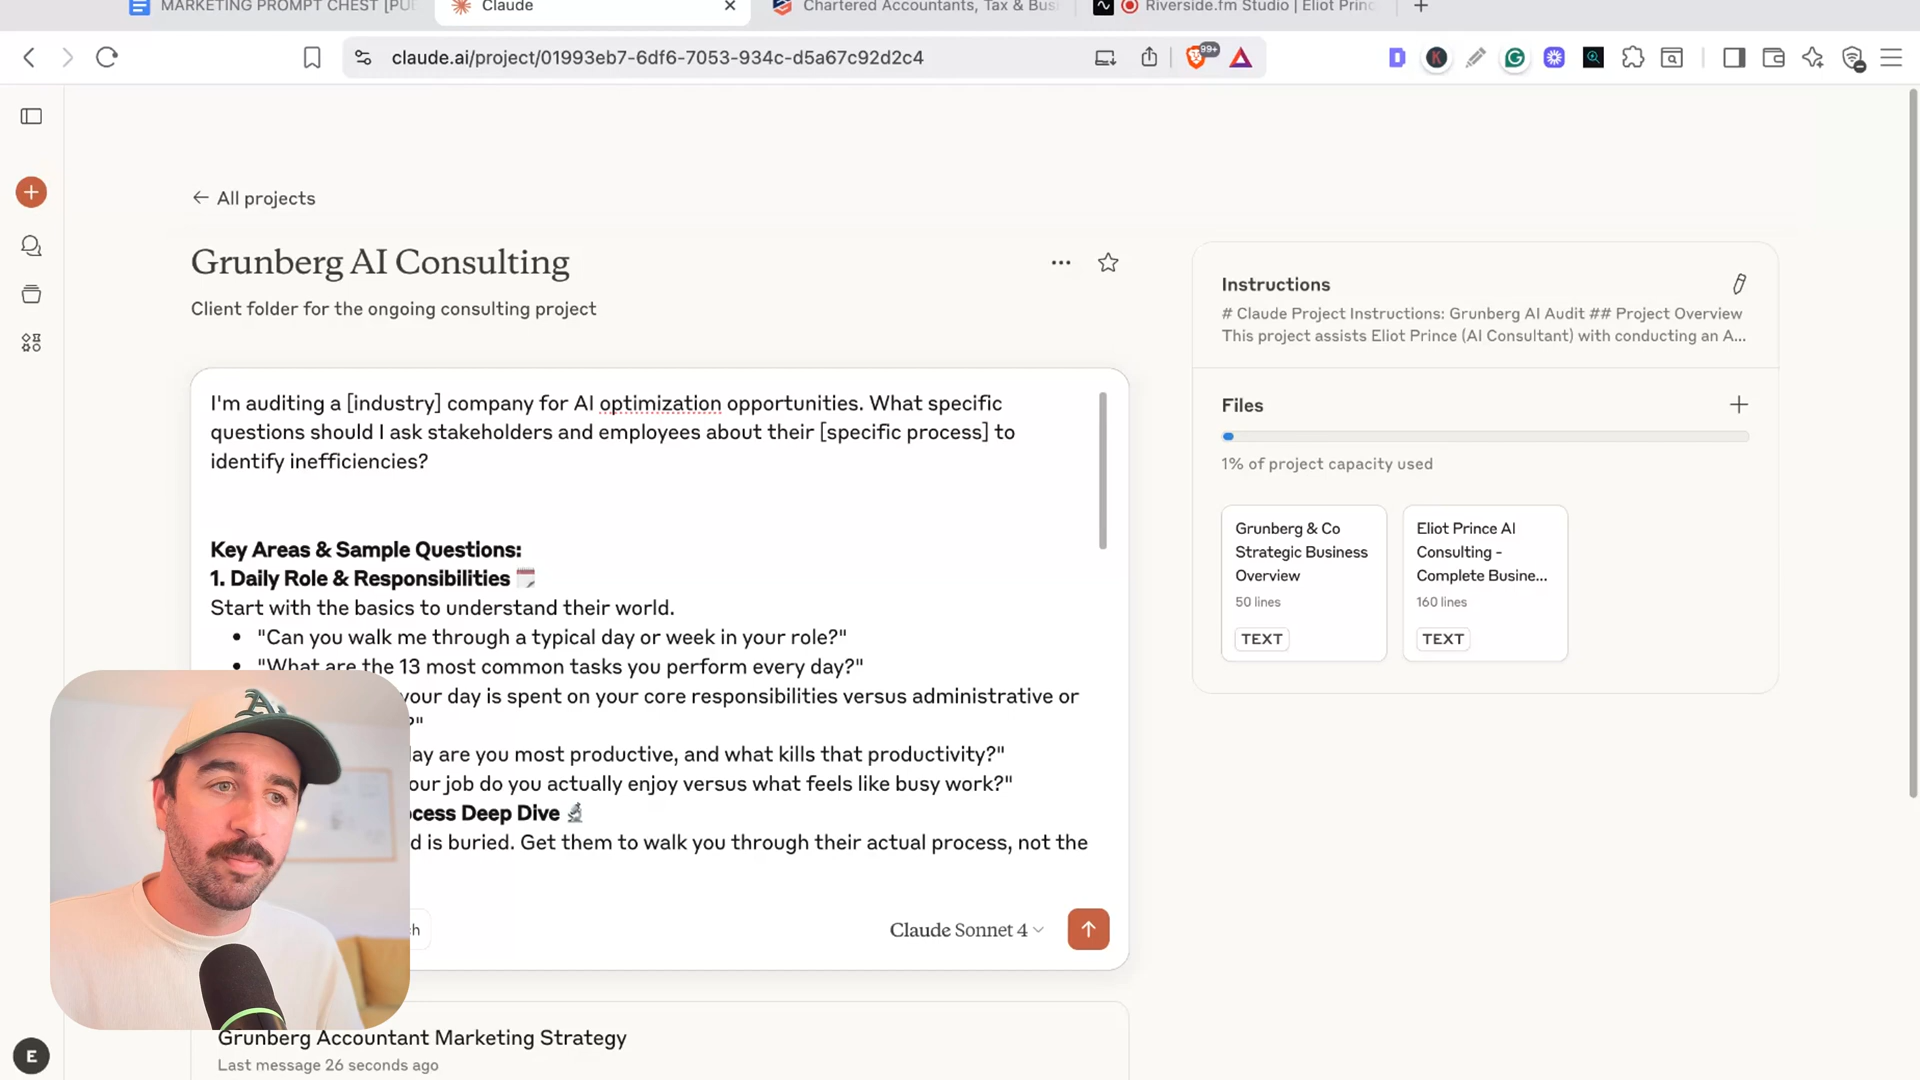 MARKETING PROMPT CHEST [PU
Claude
Chartered Accountants, Tax & Bus
Riverside.fm Studio | Eliot Princ
claude.ai/project/01993eb7-6df6-7053-934c-d5a67c92d2c4
99+
All projects
Grunberg AI Consulting
Client folder for the ongoing consulting project
I'm auditing a [industry] company for AI optimization opportunities. What specific
questions should I ask stakeholders and employees about their [specific process] to
identify inefficiencies?
Key Areas & Sample Questions:
1. Daily Role & Responsibilities
Start with the basics to understand their world.
• "Can you walk me through a typical day or week in your role?"
• "What are the 13 most common tasks you perform every day?"
your day is spent on your core responsibilities versus administrative or
?"
day are you most productive, and what kills that productivity?"
our job do you actually enjoy versus what feels like busy work?"
ocess Deep Dive
d is buried. Get them to walk you through their actual process, not the
h
Claude Sonnet 4
Grunberg Accountant Marketing Strategy
Last message 26 seconds ago
E
Instructions
# Claude Project Instructions: Grunberg AI Audit ## Project Overview
This project assists Eliot Prince (AI Consultant) with conducting an A...
Files
1% of project capacity used
Grunberg & Co
Strategic Business
Overview
50 lines
TEXT
Eliot Prince AI
Consulting -
Complete Busine...
160 lines
TEXT